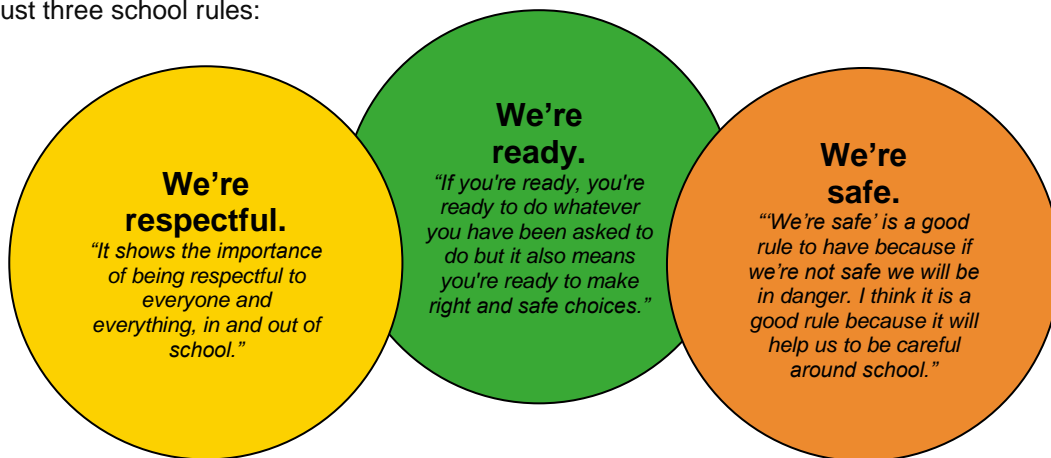 ust three school rules:
We're
respectful.
"It shows the importance
of being respectful to
everyone and
everything, in and out of
school."
We're
ready.
"If you're ready, you're
ready to do whatever
you have been asked to
do but it also means
you're ready to make
right and safe choices."
We're
safe.
"'We're safe' is a good
rule to have because if
we're not safe we will be
in danger. I think it is a
good rule because it will
help us to be careful
around school."